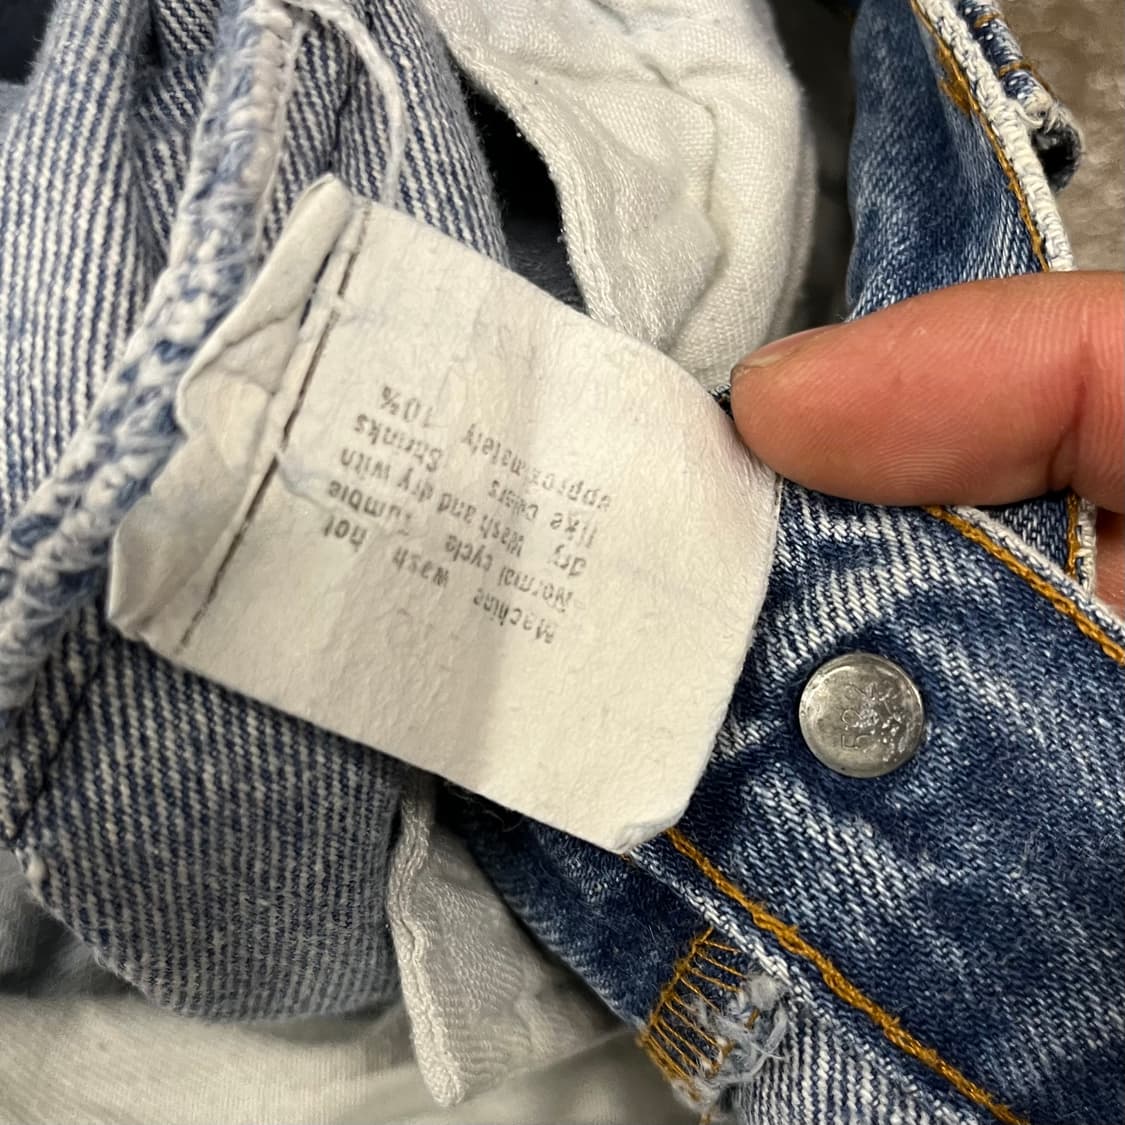 Machine wash hot
Normal cycle Tumble
dry Wash and dry with
like colors Shrinks
approximately 10%